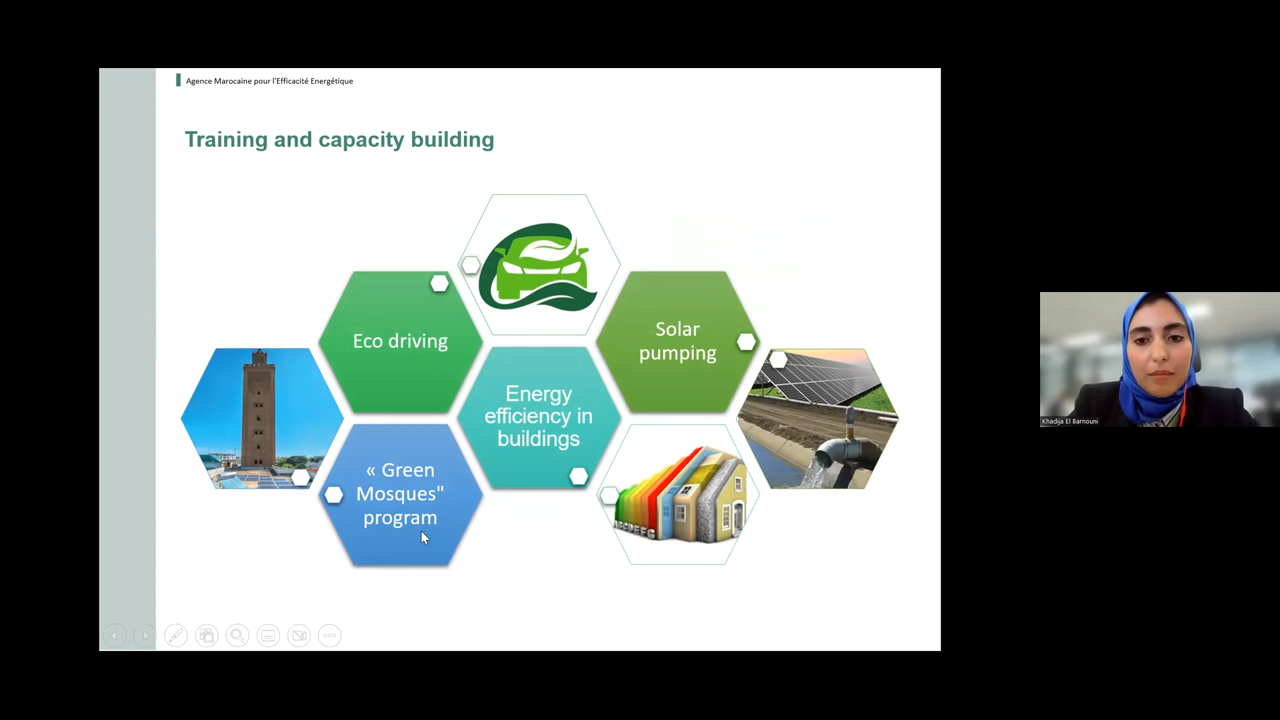 Agence Marocaine pour l'Efficacité Energétique
Training and capacity building
Eco driving
Solar
pumping
Energy
efficiency in
buildings
« Green
Mosques"
program
Khadija El Barnouni